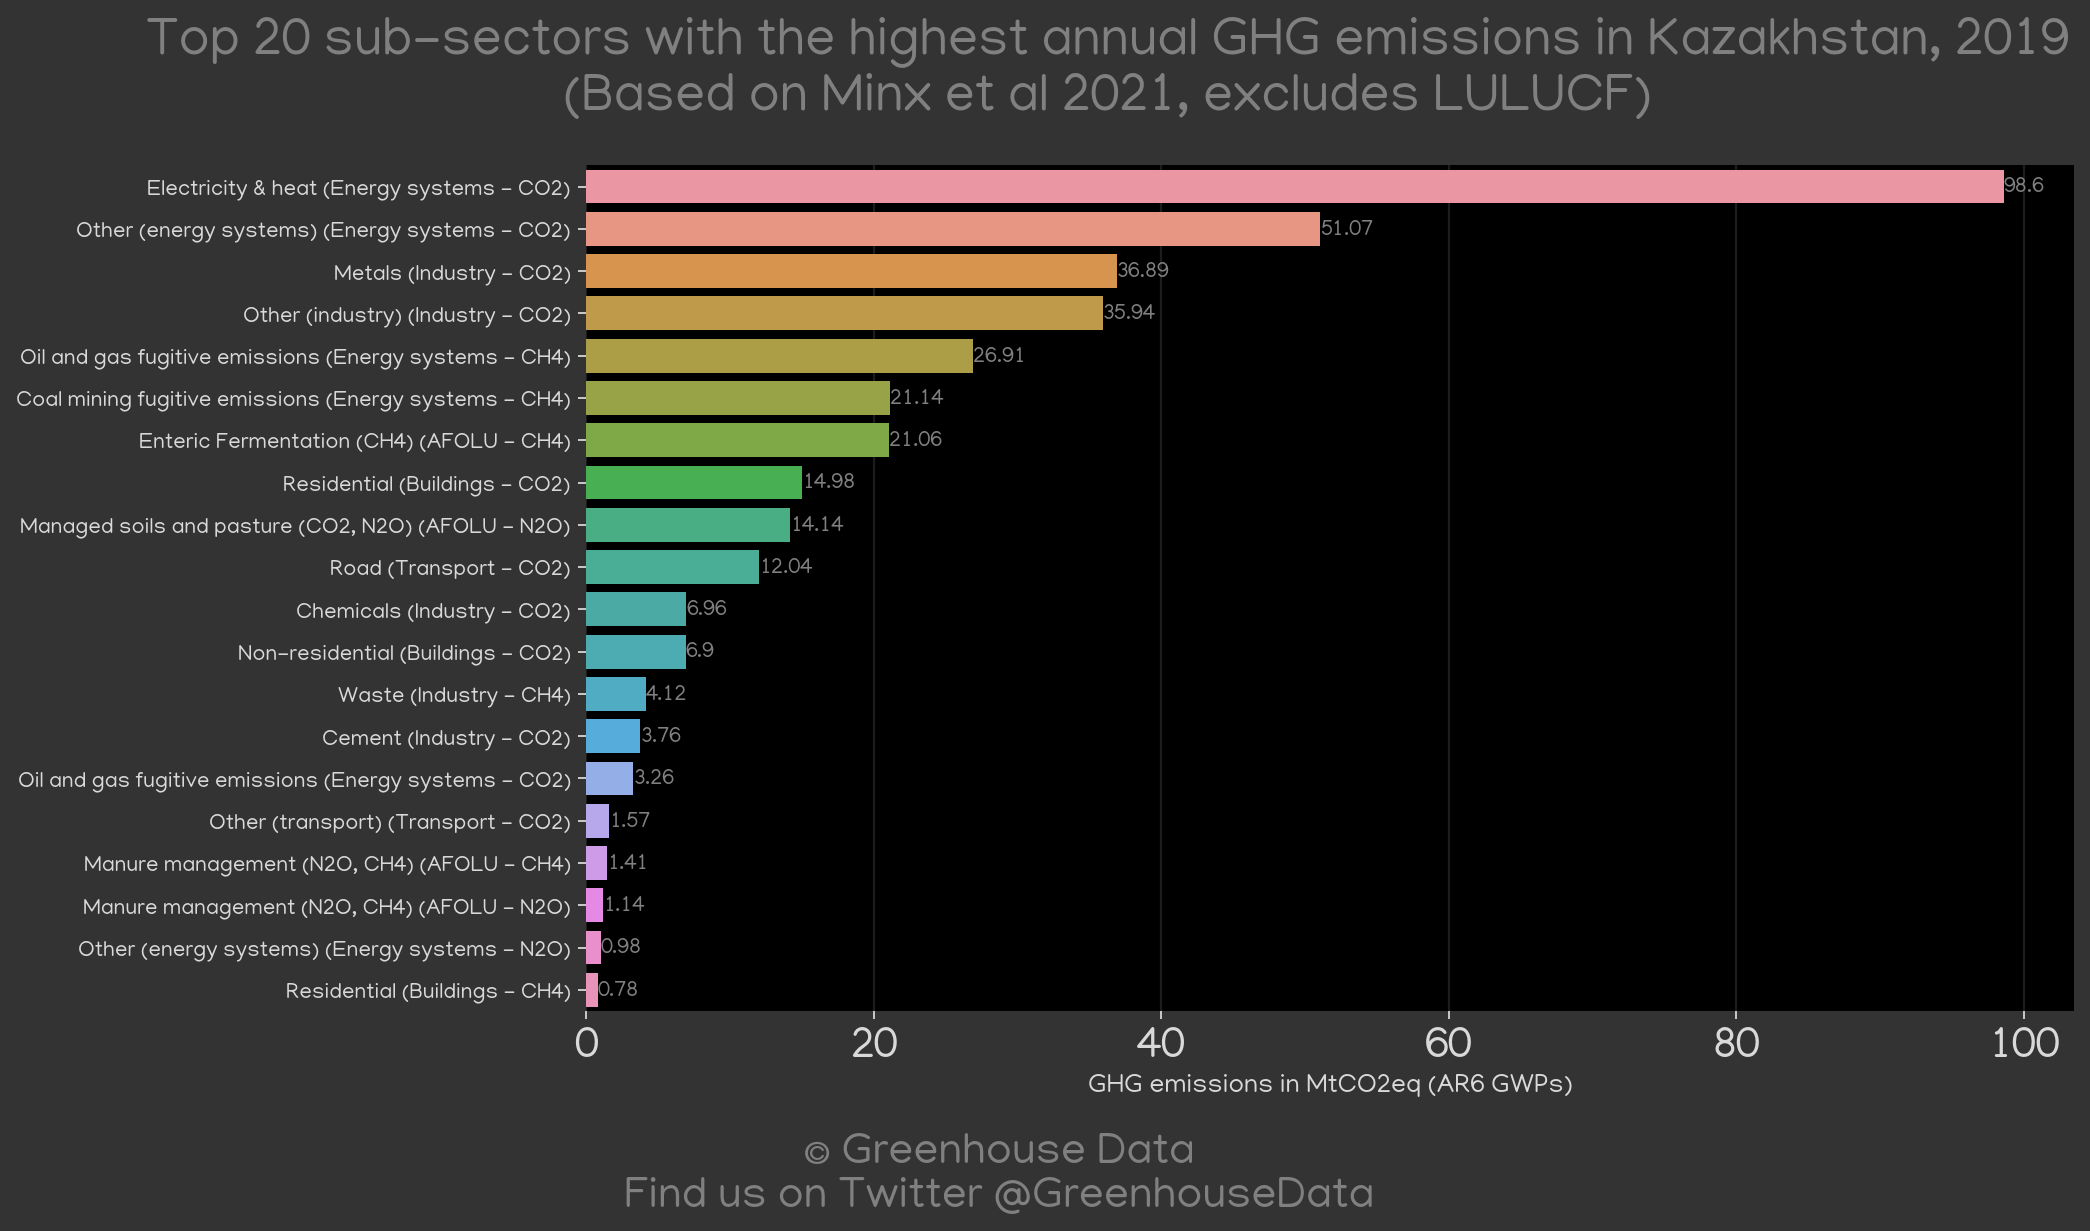 Top 20 sub-sectors with the highest annual GHG emissions in Kazakhstan, 2019
(Based on Minx et al 2021, excludes LULUCF)
Electricity & heat (Energy systems - CO2) 98.6
Other (energy systems) (Energy systems - CO2) 51.07
Metals (Industry - CO2) 36.89
Other (industry) (Industry - CO2) 35.94
Oil and gas fugitive emissions (Energy systems - CH4) 26.91
Coal mining fugitive emissions (Energy systems - CH4) 21.14
Enteric Fermentation (CH4) (AFOLU - CH4) 21.06
Residential (Buildings - CO2) 14.98
Managed soils and pasture (CO2, N2O) (AFOLU - N2O) 14.14
Road (Transport - CO2) 12.04
Chemicals (Industry - CO2) 6.96
Non-residential (Buildings - CO2) 6.9
Waste (Industry - CH4) 4.12
Cement (Industry - CO2) 3.76
Oil and gas fugitive emissions (Energy systems - CO2) 3.26
Other (transport) (Transport - CO2) 1.57
Manure management (N2O, CH4) (AFOLU - CH4) 1.41
Manure management (N2O, CH4) (AFOLU - N2O) 1.14
Other (energy systems) (Energy systems - N2O) 0.98
Residential (Buildings - CH4) 0.78
0 20 40 60 80 100
GHG emissions in MtCO2eq (AR6 GWPs)
© Greenhouse Data
Find us on Twitter @GreenhouseData